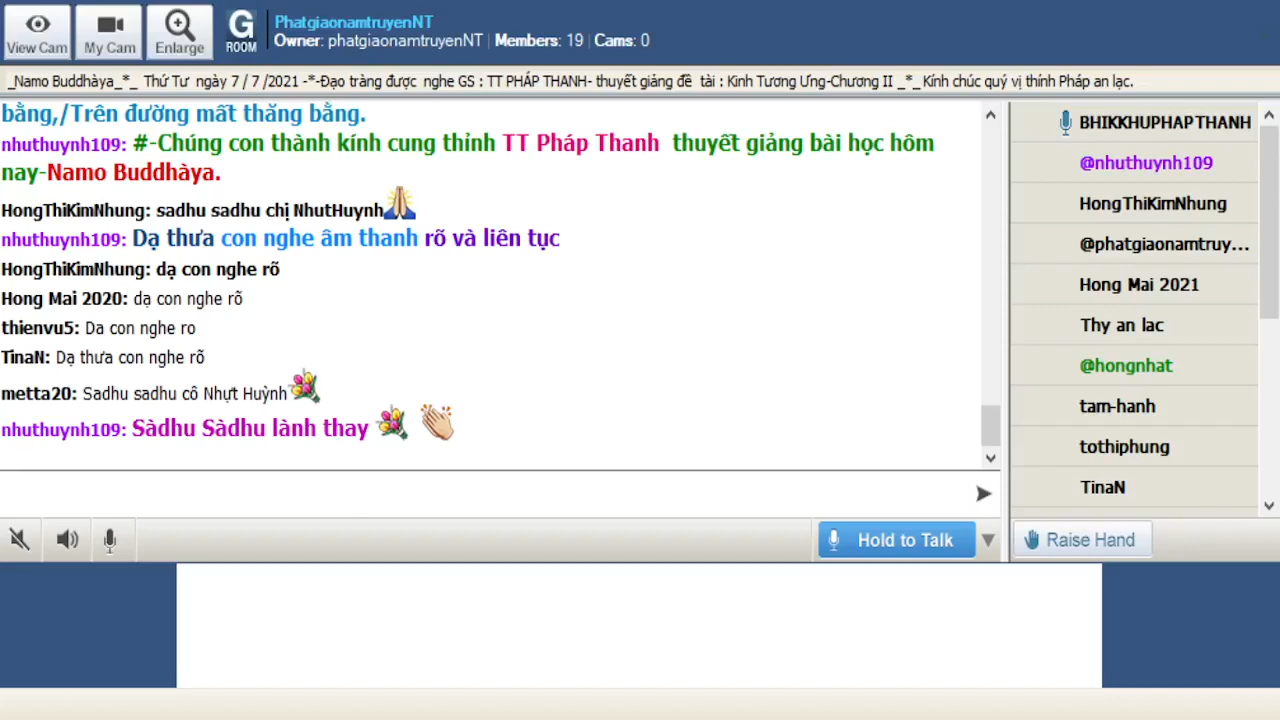 View Cam
My Cam
Enlarge
G
ROOM
PhatgiaonamtruyenNT
Owner: phatgiaonamtruyenNT | Members: 19 | Cams: 0
_Namo Buddhàya_*_ Thứ Tư ngày 7 / 7 /2021 -*-Đạo tràng được nghe GS : TT PHÁP THANH- thuyết giảng đề tài : Kinh Tương Ưng-Chương II _*_Kính chúc quý vị thính Pháp an lạc.
bằng,/Trên đường mất thăng bằng.
nhuthuynh109: #-Chúng con thành kính cung thỉnh TT Pháp Thanh thuyết giảng bài học hôm
nay-Namo Buddhàya.
HongThiKimNhung: sadhu sadhu chị NhutHuynh
nhuthuynh109: Dạ thưa con nghe âm thanh rõ và liên tục
HongThiKimNhung: dạ con nghe rõ
Hong Mai 2020: dạ con nghe rõ
thienvu5: Da con nghe ro
TinaN: Dạ thưa con nghe rõ
metta20: Sadhu sadhu cô Nhựt Huỳnh
nhuthuynh109: Sàdhu Sàdhu lành thay
BHIKKHUPHAPTHANH
@nhuthuynh109
HongThiKimNhung
@phatgiaonamtruy...
Hong Mai 2021
Thy an lac
@hongnhat
tam-hanh
tothiphung
TinaN
Hold to Talk
Raise Hand